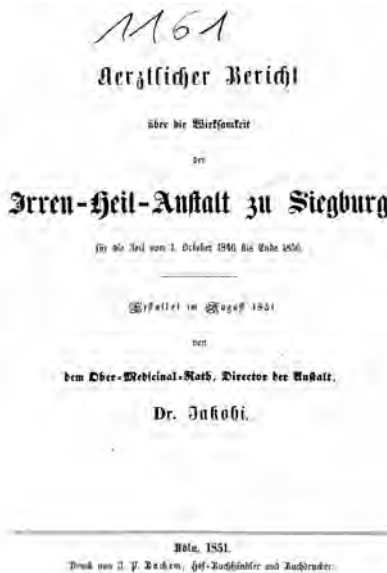 1161
Aerztlicher Bericht
über die Wirksamkeit
der
Irren-Heil-Anstalt zu Siegburg
für die Zeit vom 1. October 1846 bis Ende 1850.
Erstattet im August 1851
von
dem Ober-Medicinal-Rath, Director der Anstalt,
Dr. Jakobi.
Köln, 1851.
Druck von J. P. Bachem, Hof-Buchhändler und Buchdrucker.